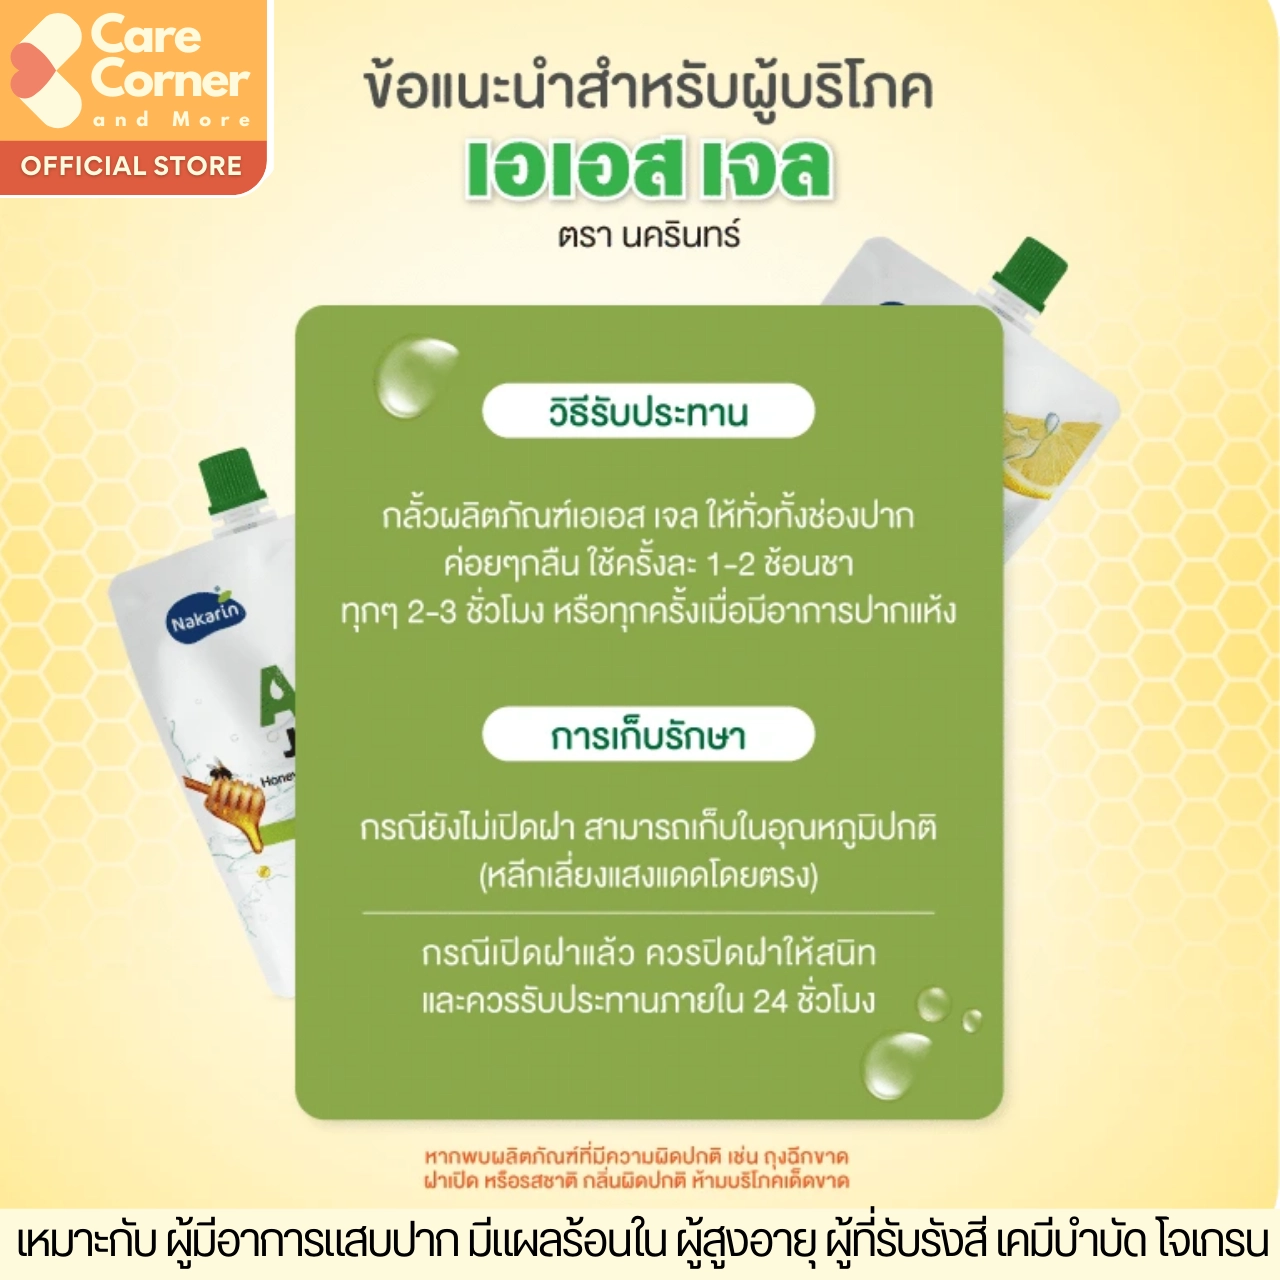 Care
Corner
and More
OFFICIAL STORE
ข้อแนะนำสำหรับผู้บริโภค
เอเอส เจล
ตรา นครินทร์
วิธีรับประทาน
กลั้วผลิตภัณฑ์เอเอส เจล ให้ทั่วทั้งช่องปาก
ค่อยๆกลืน ใช้ครั้งละ 1-2 ช้อนชา
ทุกๆ 2-3 ชั่วโมง หรือทุกครั้งเมื่อมีอาการปากแห้ง
Nakarin
A
J
Honey
การเก็บรักษา
กรณียังไม่เปิดฝา สามารถเก็บในอุณหภูมิปกติ
(หลีกเลี่ยงแสงแดดโดยตรง)
กรณีเปิดฝาแล้ว ควรปิดฝาให้สนิท
และควรรับประทานภายใน 24 ชั่วโมง
หากพบผลิตภัณฑ์ที่มีความผิดปกติ เช่น ถุงฉีกขาด
ฝาเปิด หรือรสชาติ กลิ่นผิดปกติ ห้ามบริโภคเด็ดขาด
เหมาะกับ ผู้มีอาการแสบปาก มีแผลร้อนใน ผู้สูงอายุ ผู้ที่รับรังสี เคมีบำบัด โจเกรน